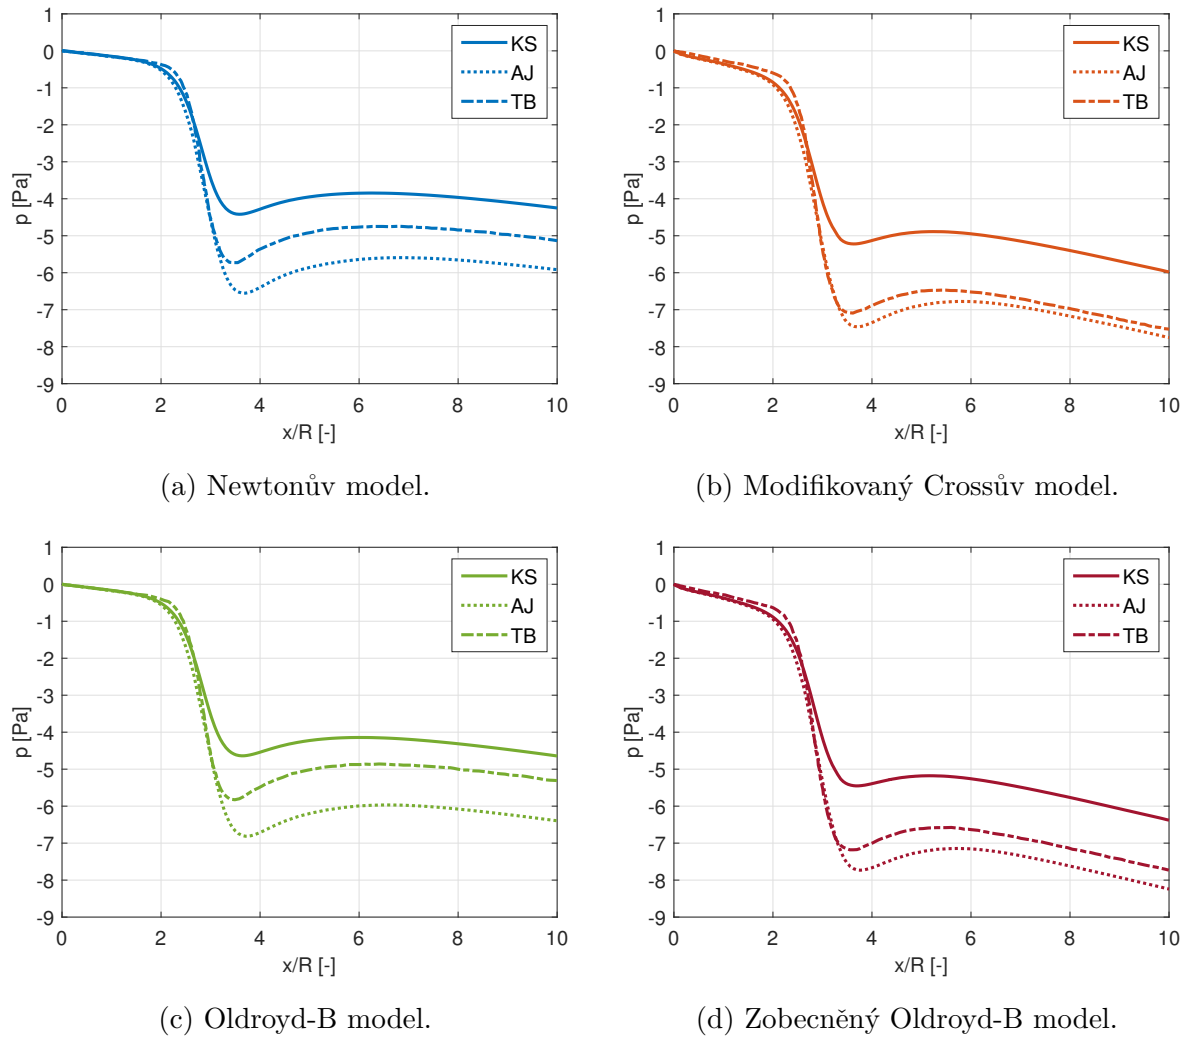 1
0
-1
-2
-3
-4
-5
-6
-7
-8
-9
p [Pa]
0 2 4 6 8 10
x/R [-]
KS
AJ
TB
(a) Newtonův model.
1
0
-1
-2
-3
-4
-5
-6
-7
-8
-9
p [Pa]
0 2 4 6 8 10
x/R [-]
KS
AJ
TB
(b) Modifikovaný Crossův model.
1
0
-1
-2
-3
-4
-5
-6
-7
-8
-9
p [Pa]
0 2 4 6 8 10
x/R [-]
KS
AJ
TB
(c) Oldroyd-B model.
1
0
-1
-2
-3
-4
-5
-6
-7
-8
-9
p [Pa]
0 2 4 6 8 10
x/R [-]
KS
AJ
TB
(d) Zobecněný Oldroyd-B model.